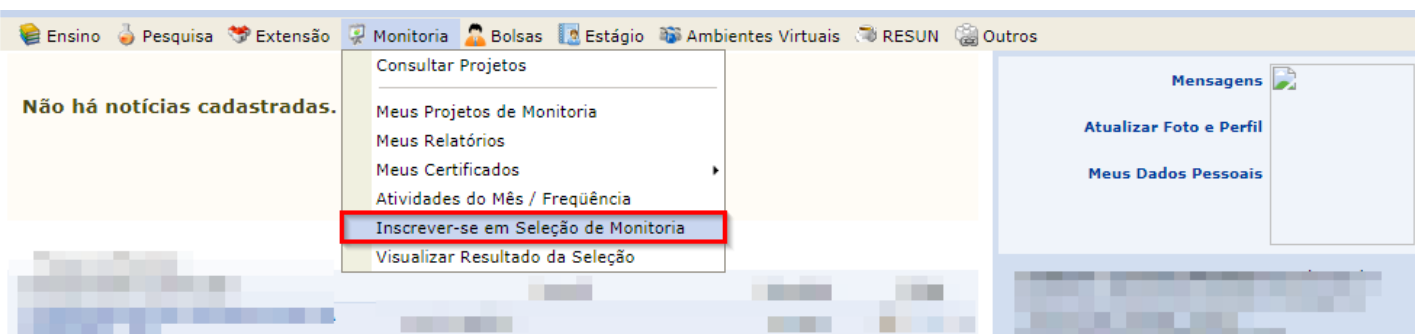 Ensino Pesquisa Extensão Monitoria Bolsas Estágio Ambientes Virtuais RESUN Outros
Consultar Projetos
Meus Projetos de Monitoria
Meus Relatórios
Meus Certificados
Atividades do Mês / Freqüência
Inscrever-se em Seleção de Monitoria
Visualizar Resultado da Seleção
Não há notícias cadastradas.
Mensagens
Atualizar Foto e Perfil
Meus Dados Pessoais